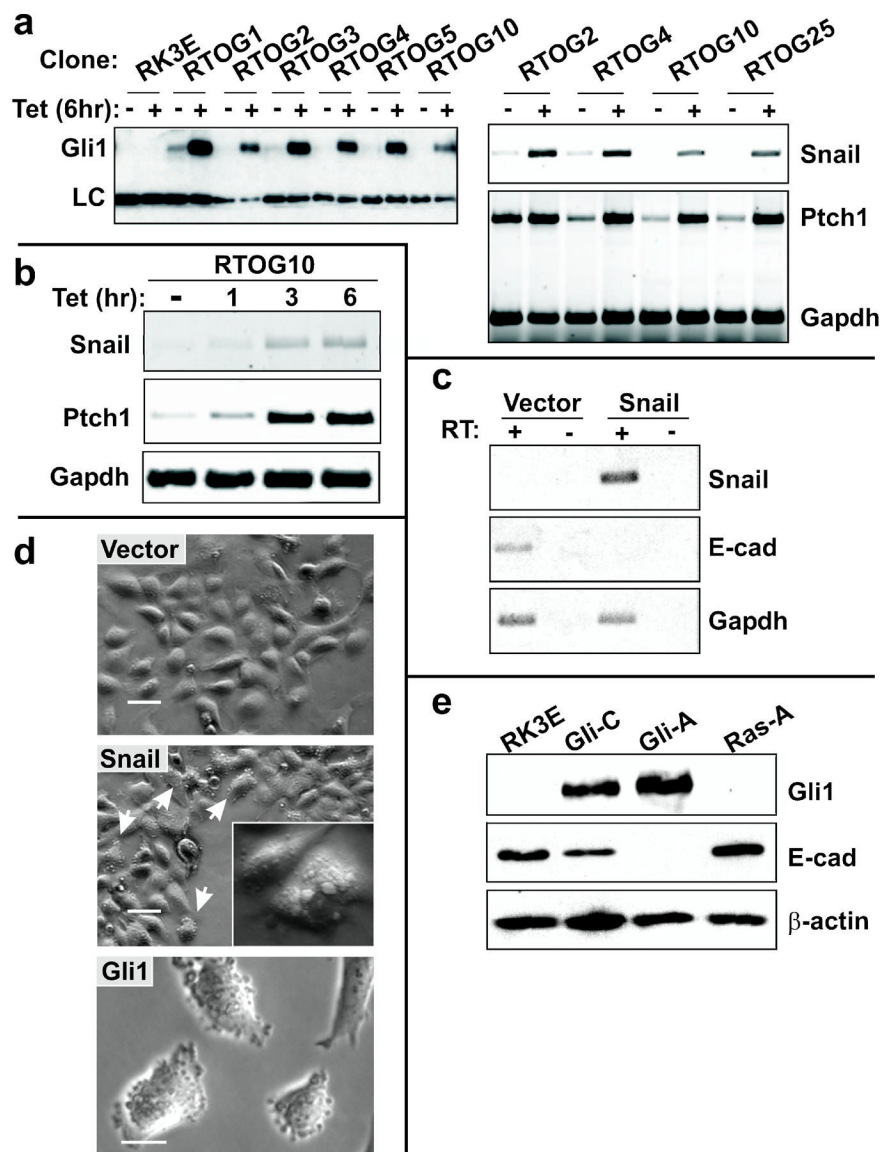 a
Clone: RK3E RTOG1 RTOG2 RTOG3 RTOG4 RTOG5 RTOG10
Tet (6hr): - + - + - + - + - + - + - +
Gli1
LC
RTOG2 RTOG4 RTOG10 RTOG25
- + - + - + - +
Snail
Ptch1
Gapdh
b
RTOG10
Tet (hr): - 1 3 6
Snail
Ptch1
Gapdh
c
Vector Snail
RT: + - + -
Snail
E-cad
Gapdh
d
Vector
Snail
Gli1
e
RK3E Gli-C Gli-A Ras-A
Gli1
E-cad
β-actin